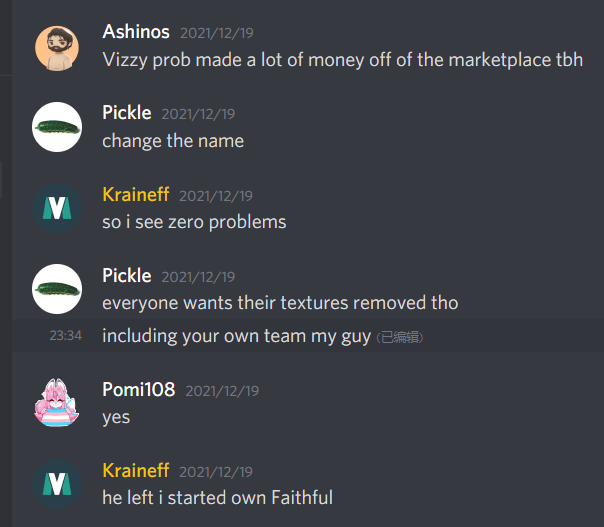 Ashinos 2021/12/19
Vizzy prob made a lot of money off of the marketplace tbh
Pickle 2021/12/19
change the name
Kraineff 2021/12/19
so i see zero problems
Pickle 2021/12/19
everyone wants their textures removed tho
23:34 including your own team my guy (已编辑)
Pomi108 2021/12/19
yes
Kraineff 2021/12/19
he left i started own Faithful